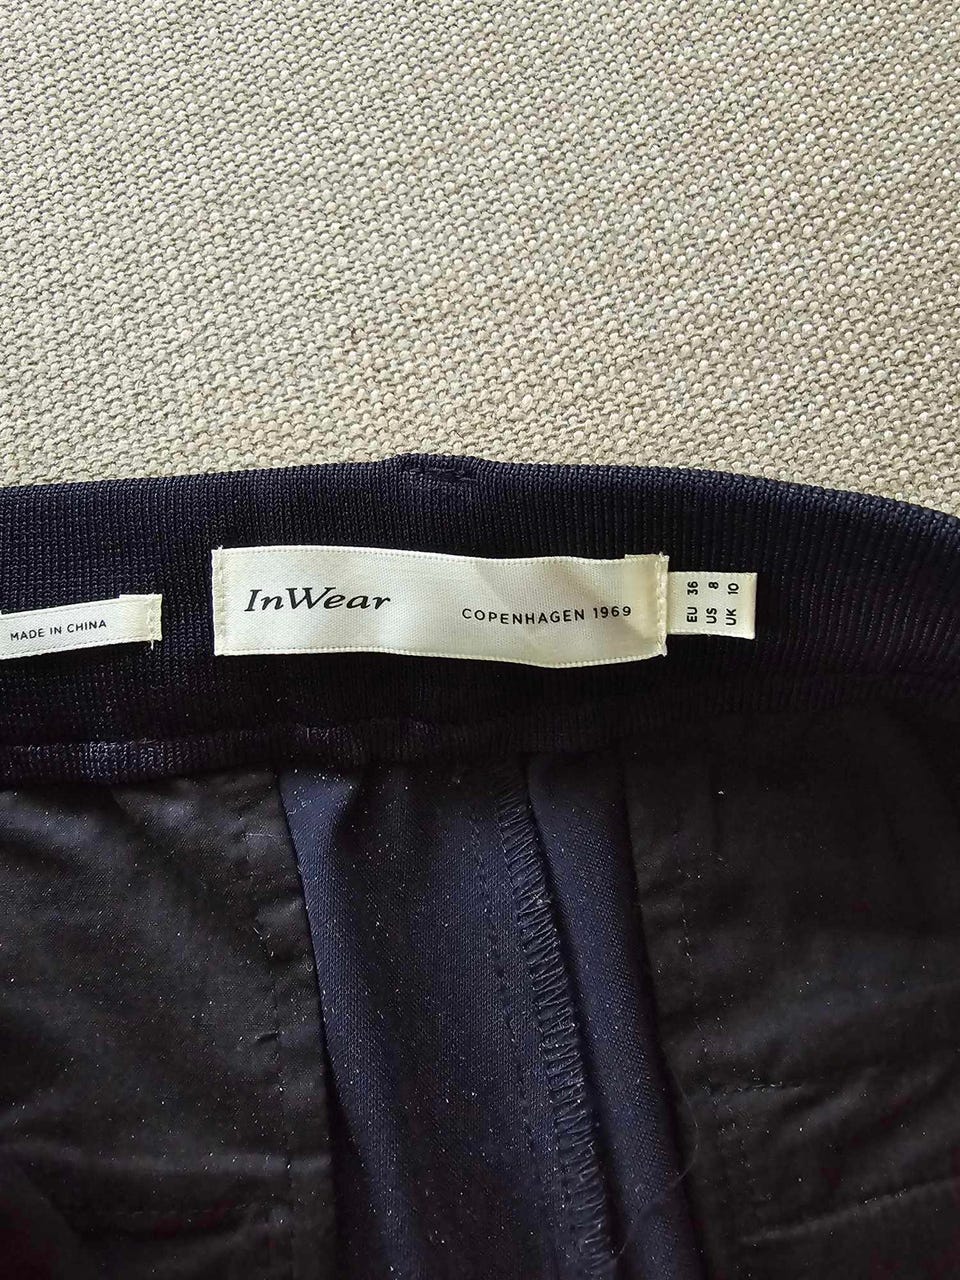 MADE IN CHINA
InWear
COPENHAGEN 1969
EU 36
US 8
UK 10